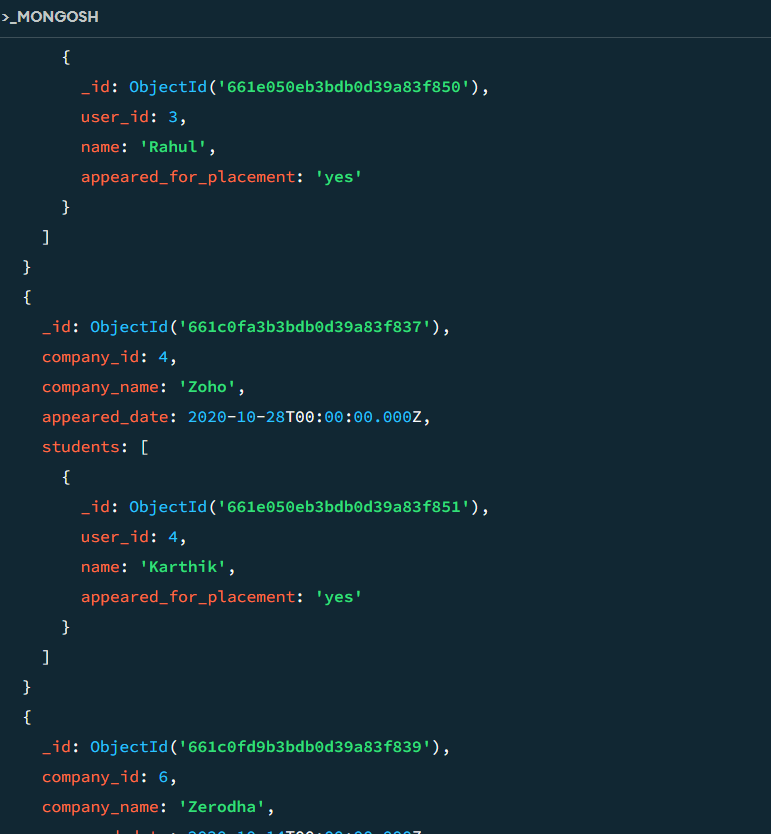 >_MONGOSH
{
_id: ObjectId('661e050eb3bdb0d39a83f850'),
user_id: 3,
name: 'Rahul',
appeared_for_placement: 'yes'
}
]
}
{
_id: ObjectId('661c0fa3b3bdb0d39a83f837'),
company_id: 4,
company_name: 'Zoho',
appeared_date: 2020-10-28T00:00:00.000Z,
students: [
{
_id: ObjectId('661e050eb3bdb0d39a83f851'),
user_id: 4,
name: 'Karthik',
appeared_for_placement: 'yes'
}
]
}
{
_id: ObjectId('661c0fd9b3bdb0d39a83f839'),
company_id: 6,
company_name: 'Zerodha',